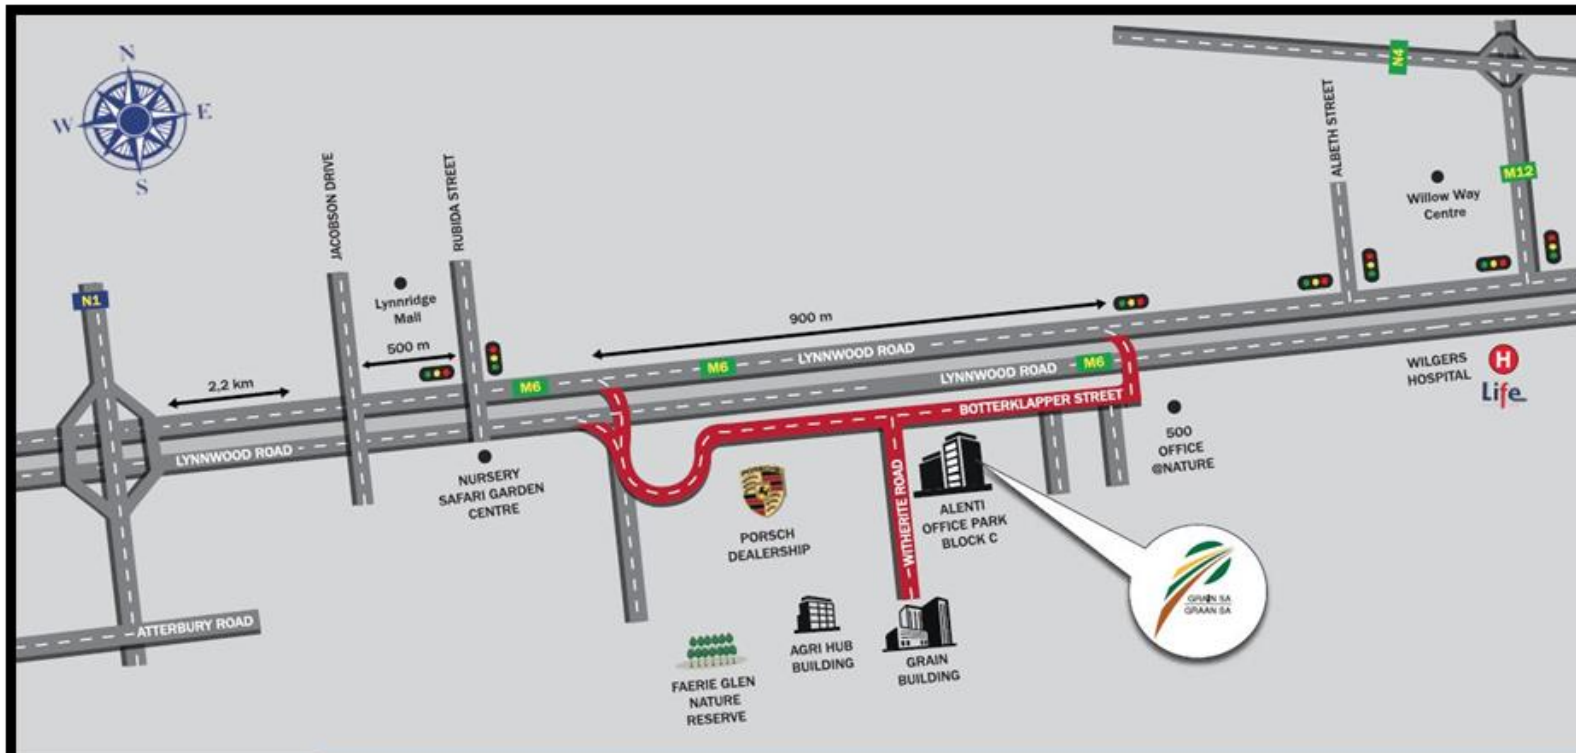 N
W
E
S
N4
ALBETH STREET
M12
Willow Way
Centre
JACOBSON DRIVE
RUBIDA STREET
N1
Lynnridge
Mall
500 m
2,2 km
900 m
M6
M6
LYNNWOOD ROAD
LYNNWOOD ROAD
M6
WILGERS
HOSPITAL
H
Life
BOTTERKLAPPER STREET
LYNNWOOD ROAD
NURSERY
SAFARI GARDEN
CENTRE
500
OFFICE
@NATURE
PORSCH
DEALERSHIP
WITHERITE ROAD
ALENTI
OFFICE PARK
BLOCK C
GRAIN SA
GRAAN SA
ATTERBURY ROAD
AGRI HUB
BUILDING
GRAIN
BUILDING
FAERIE GLEN
NATURE
RESERVE